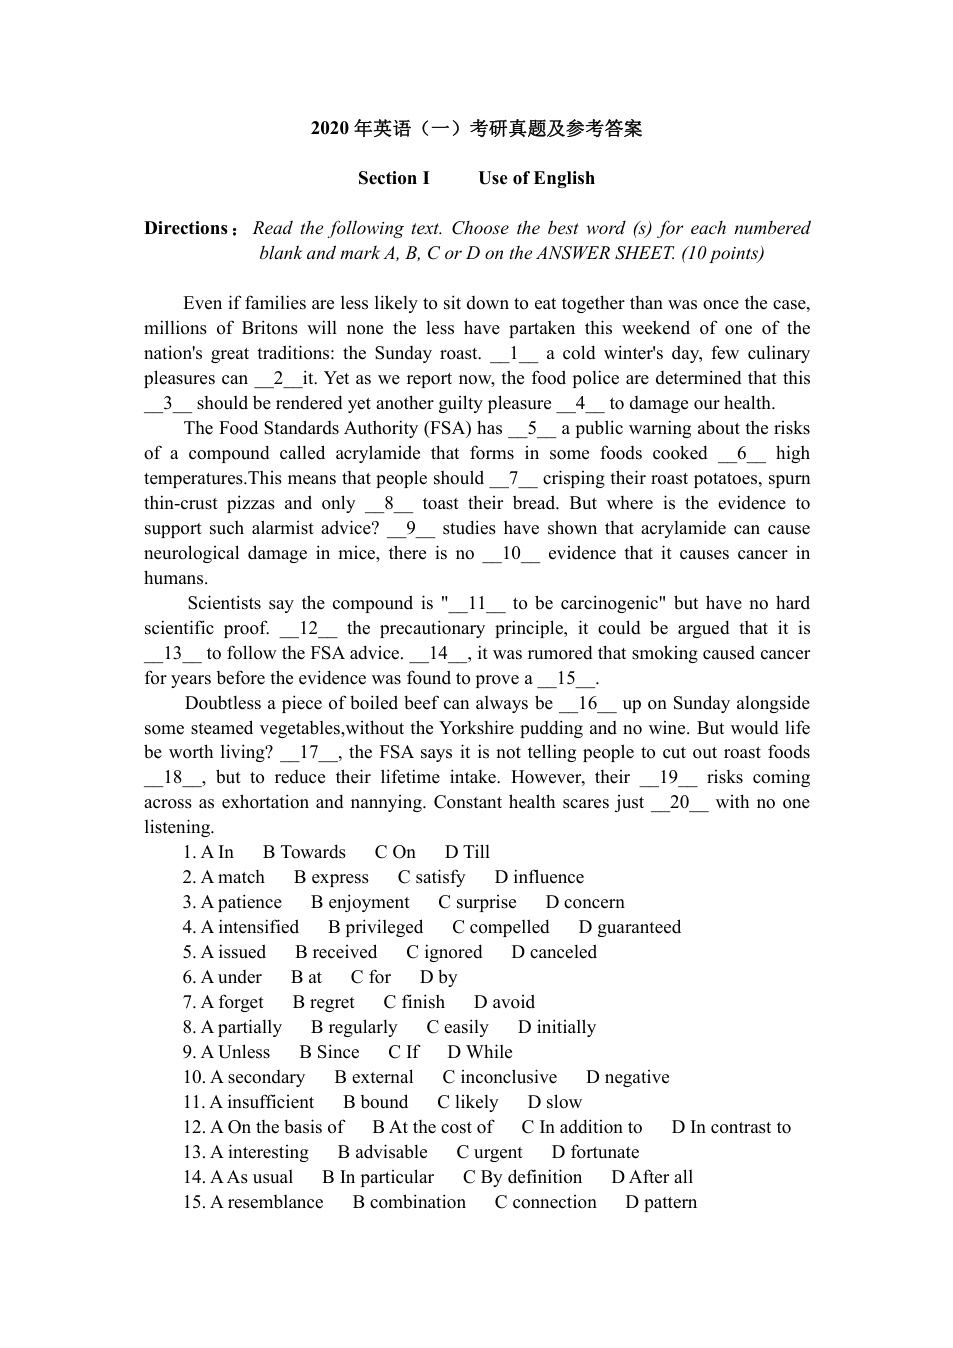 2020 年英语（一）考研真题及参考答案
Section I Use of English
Directions： Read the following text. Choose the best word (s) for each numbered
blank and mark A, B, C or D on the ANSWER SHEET. (10 points)
Even if families are less likely to sit down to eat together than was once the case,
millions of Britons will none the less have partaken this weekend of one of the
nation's great traditions: the Sunday roast. __1__ a cold winter's day, few culinary
pleasures can __2__it. Yet as we report now, the food police are determined that this
__3__ should be rendered yet another guilty pleasure __4__ to damage our health.
The Food Standards Authority (FSA) has __5__ a public warning about the risks
of a compound called acrylamide that forms in some foods cooked __6__ high
temperatures.This means that people should __7__ crisping their roast potatoes, spurn
thin-crust pizzas and only __8__ toast their bread. But where is the evidence to
support such alarmist advice? __9__ studies have shown that acrylamide can cause
neurological damage in mice, there is no __10__ evidence that it causes cancer in
humans.
Scientists say the compound is "__11__ to be carcinogenic" but have no hard
scientific proof. __12__ the precautionary principle, it could be argued that it is
__13__ to follow the FSA advice. __14__, it was rumored that smoking caused cancer
for years before the evidence was found to prove a __15__.
Doubtless a piece of boiled beef can always be __16__ up on Sunday alongside
some steamed vegetables,without the Yorkshire pudding and no wine. But would life
be worth living? __17__, the FSA says it is not telling people to cut out roast foods
__18__, but to reduce their lifetime intake. However, their __19__ risks coming
across as exhortation and nannying. Constant health scares just __20__ with no one
listening.
1. A In B Towards C On D Till
2. A match B express C satisfy D influence
3. A patience B enjoyment C surprise D concern
4. A intensified B privileged C compelled D guaranteed
5. A issued B received C ignored D canceled
6. A under B at C for D by
7. A forget B regret C finish D avoid
8. A partially B regularly C easily D initially
9. A Unless B Since C If D While
10. A secondary B external C inconclusive D negative
11. A insufficient B bound C likely D slow
12. A On the basis of B At the cost of C In addition to D In contrast to
13. A interesting B advisable C urgent D fortunate
14. A As usual B In particular C By definition D After all
15. A resemblance B combination C connection D pattern